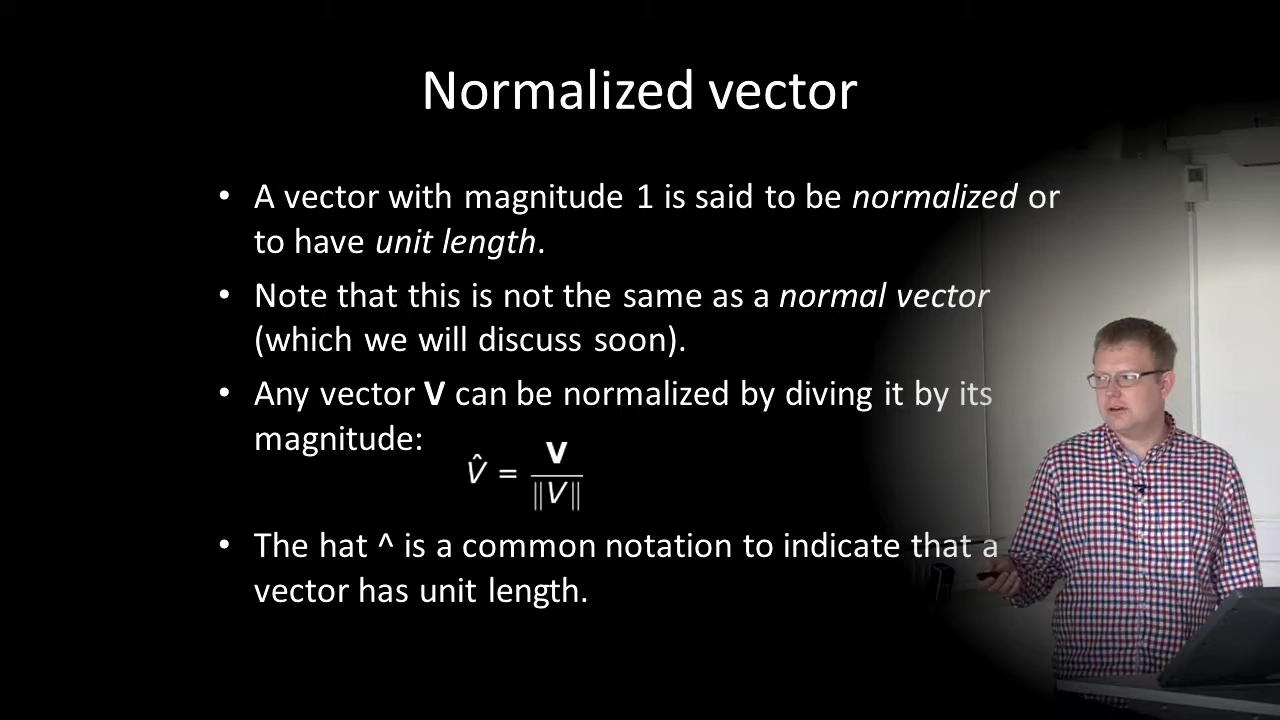 Normalized vector
• A vector with magnitude 1 is said to be normalized or
to have unit length.
• Note that this is not the same as a normal vector
(which we will discuss soon).
• Any vector V can be normalized by diving it by its
magnitude:
V̂ = V / ‖V‖
• The hat ^ is a common notation to indicate that a
vector has unit length.